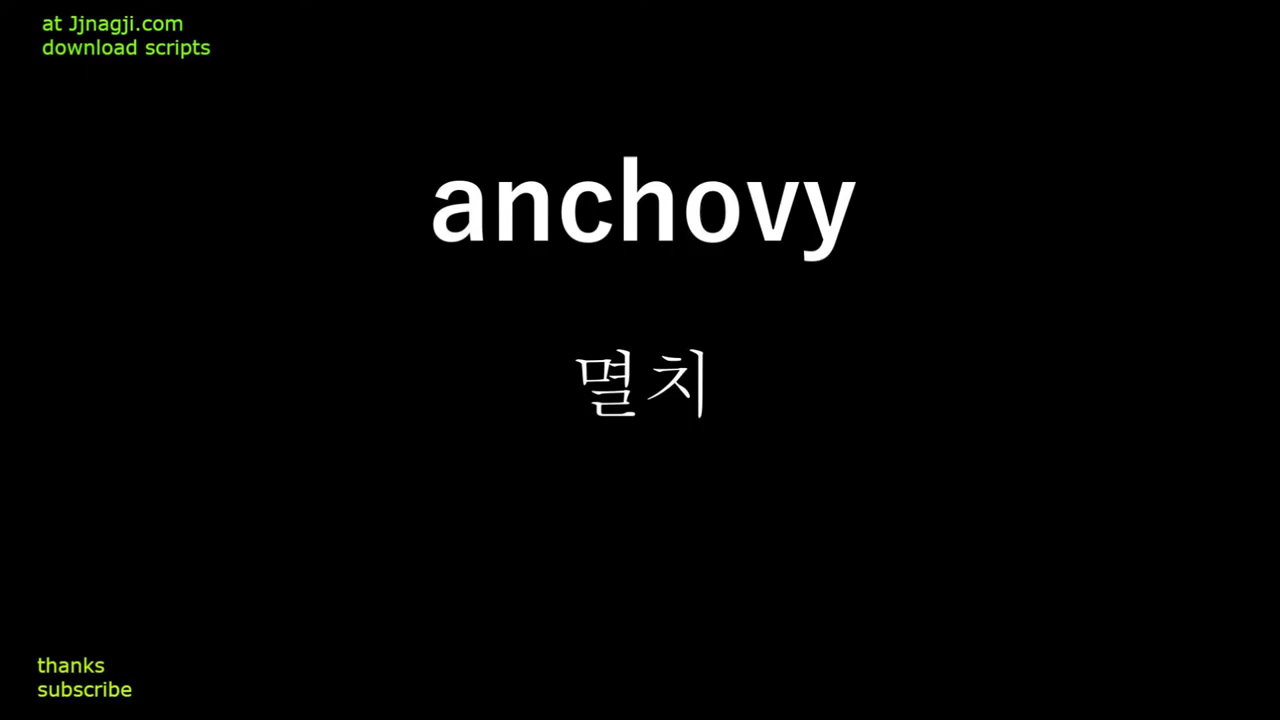 at Jjnagji.com
download scripts
anchovy
멸치
thanks
subscribe